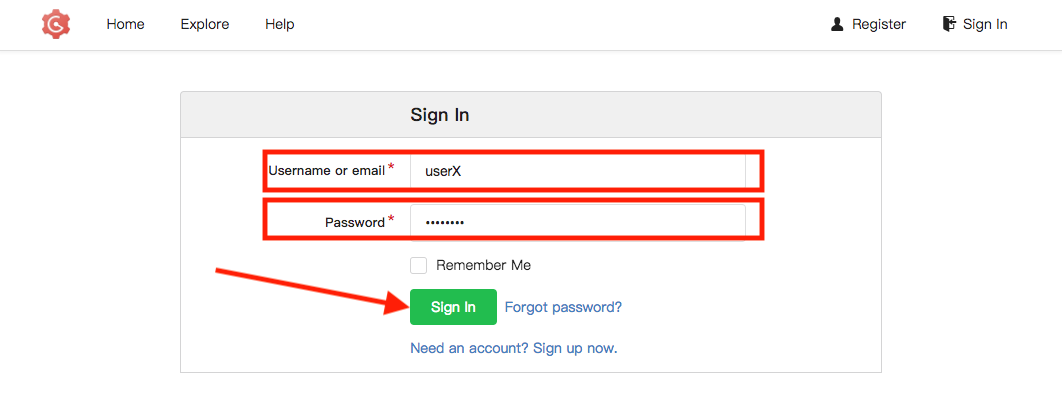 Home Explore Help Register Sign In
Sign In
Username or email* userX
Password* ••••••••
Remember Me
Sign In Forgot password?
Need an account? Sign up now.